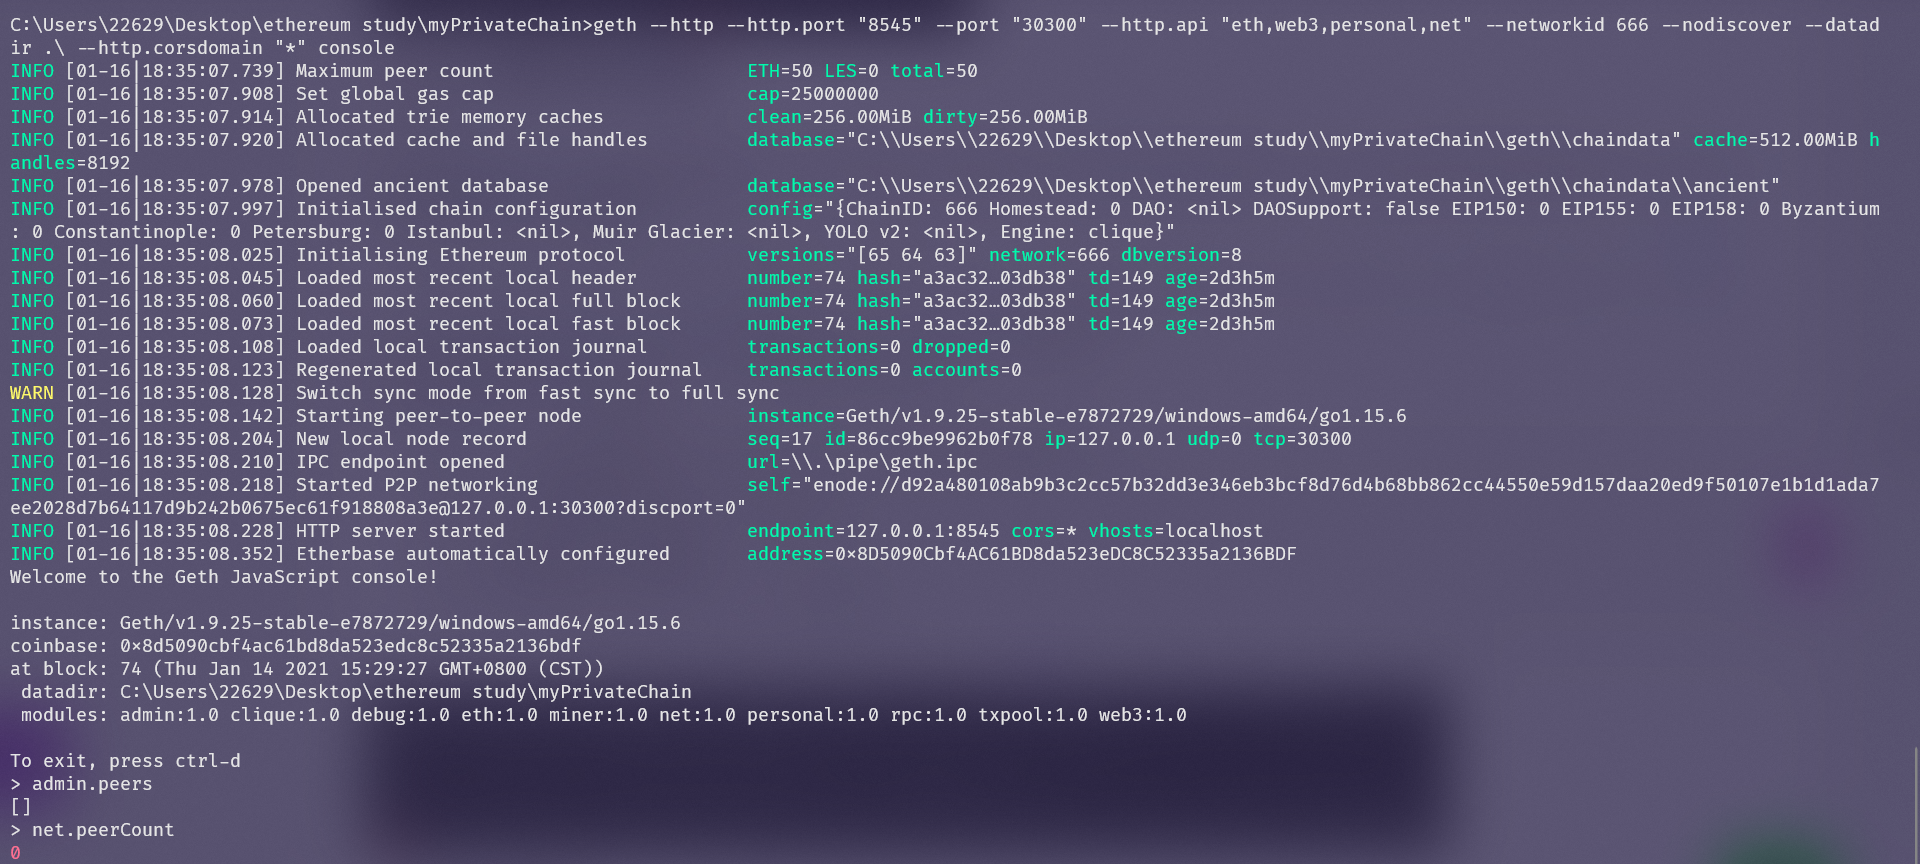 C:\Users\22629\Desktop\ethereum study\myPrivateChain>geth --http --http.port "8545" --port "30300" --http.api "eth,web3,personal,net" --networkid 666 --nodiscover --datad
ir .\ --http.corsdomain "*" console
INFO [01-16|18:35:07.739] Maximum peer count                       ETH=50 LES=0 total=50
INFO [01-16|18:35:07.908] Set global gas cap                       cap=25000000
INFO [01-16|18:35:07.914] Allocated trie memory caches             clean=256.00MiB dirty=256.00MiB
INFO [01-16|18:35:07.920] Allocated cache and file handles         database="C:\\Users\\22629\\Desktop\\ethereum study\\myPrivateChain\\geth\\chaindata" cache=512.00MiB h
andles=8192
INFO [01-16|18:35:07.978] Opened ancient database                  database="C:\\Users\\22629\\Desktop\\ethereum study\\myPrivateChain\\geth\\chaindata\\ancient"
INFO [01-16|18:35:07.997] Initialised chain configuration          config="{ChainID: 666 Homestead: 0 DAO: <nil> DAOSupport: false EIP150: 0 EIP155: 0 EIP158: 0 Byzantium
: 0 Constantinople: 0 Petersburg: 0 Istanbul: <nil>, Muir Glacier: <nil>, YOLO v2: <nil>, Engine: clique}"
INFO [01-16|18:35:08.025] Initialising Ethereum protocol           versions="[65 64 63]" network=666 dbversion=8
INFO [01-16|18:35:08.045] Loaded most recent local header          number=74 hash="a3ac32…03db38" td=149 age=2d3h5m
INFO [01-16|18:35:08.060] Loaded most recent local full block      number=74 hash="a3ac32…03db38" td=149 age=2d3h5m
INFO [01-16|18:35:08.073] Loaded most recent local fast block      number=74 hash="a3ac32…03db38" td=149 age=2d3h5m
INFO [01-16|18:35:08.108] Loaded local transaction journal         transactions=0 dropped=0
INFO [01-16|18:35:08.123] Regenerated local transaction journal    transactions=0 accounts=0
WARN [01-16|18:35:08.128] Switch sync mode from fast sync to full sync
INFO [01-16|18:35:08.142] Starting peer-to-peer node               instance=Geth/v1.9.25-stable-e7872729/windows-amd64/go1.15.6
INFO [01-16|18:35:08.204] New local node record                    seq=17 id=86cc9be9962b0f78 ip=127.0.0.1 udp=0 tcp=30300
INFO [01-16|18:35:08.210] IPC endpoint opened                      url=\\.\pipe\geth.ipc
INFO [01-16|18:35:08.218] Started P2P networking                   self="enode://d92a480108ab9b3c2cc57b32dd3e346eb3bcf8d76d4b68bb862cc44550e59d157daa20ed9f50107e1b1d1ada7
ee2028d7b64117d9b242b0675ec61f918808a3e@127.0.0.1:30300?discport=0"
INFO [01-16|18:35:08.228] HTTP server started                      endpoint=127.0.0.1:8545 cors=* vhosts=localhost
INFO [01-16|18:35:08.352] Etherbase automatically configured       address=0x8D5090Cbf4AC61BD8da523eDC8C52335a2136BDF
Welcome to the Geth JavaScript console!
instance: Geth/v1.9.25-stable-e7872729/windows-amd64/go1.15.6
coinbase: 0x8d5090cbf4ac61bd8da523edc8c52335a2136bdf
at block: 74 (Thu Jan 14 2021 15:29:27 GMT+0800 (CST))
 datadir: C:\Users\22629\Desktop\ethereum study\myPrivateChain
 modules: admin:1.0 clique:1.0 debug:1.0 eth:1.0 miner:1.0 net:1.0 personal:1.0 rpc:1.0 txpool:1.0 web3:1.0
To exit, press ctrl-d
> admin.peers
[]
> net.peerCount
0